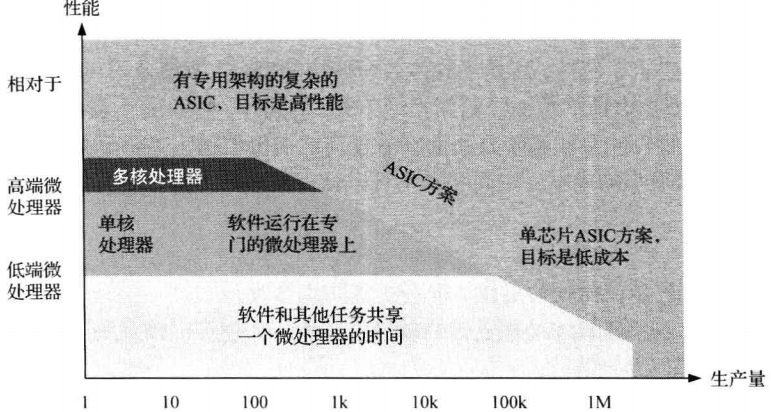 性能
相对于
有专用架构的复杂的
ASIC、目标是高性能
多核处理器
ASIC方案
高端微
处理器
单核
处理器
软件运行在专
门的微处理器上
单芯片ASIC方案，
目标是低成本
低端微
处理器
软件和其他任务共享
一个微处理器的时间
生产量
1 10 100 1k 10k 100k 1M